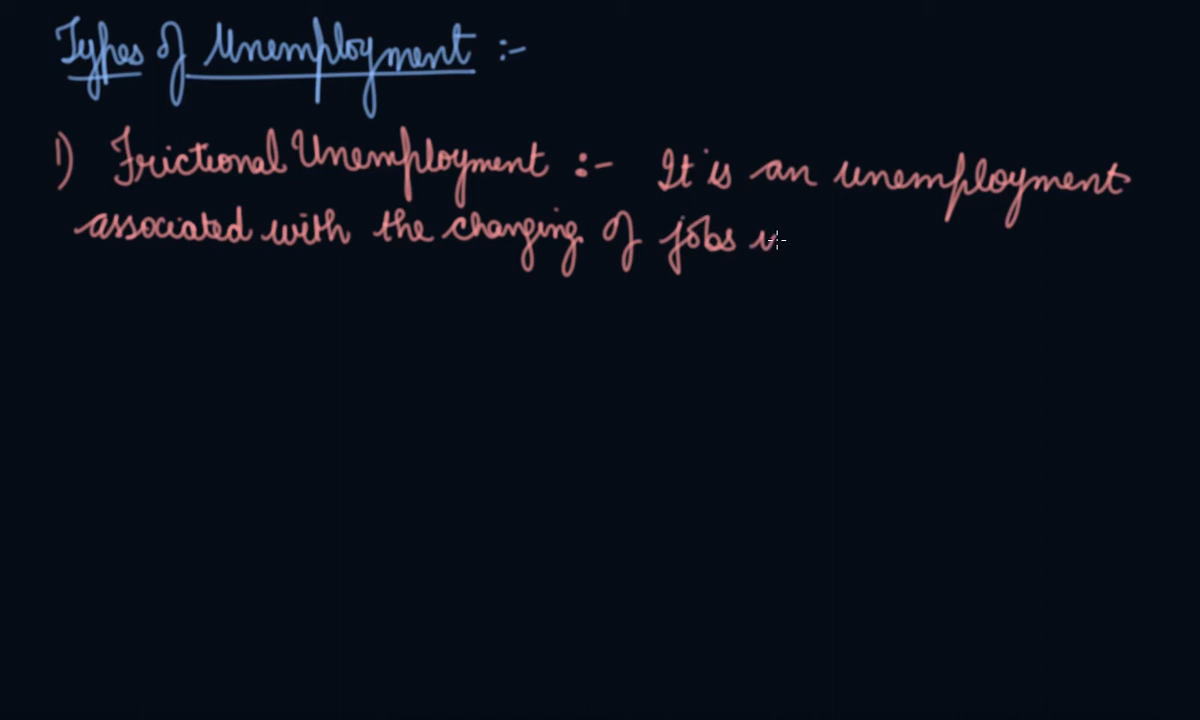 Types of Unemployment :-
1) Frictional Unemployment :- It is an unemployment
associated with the changing of jobs